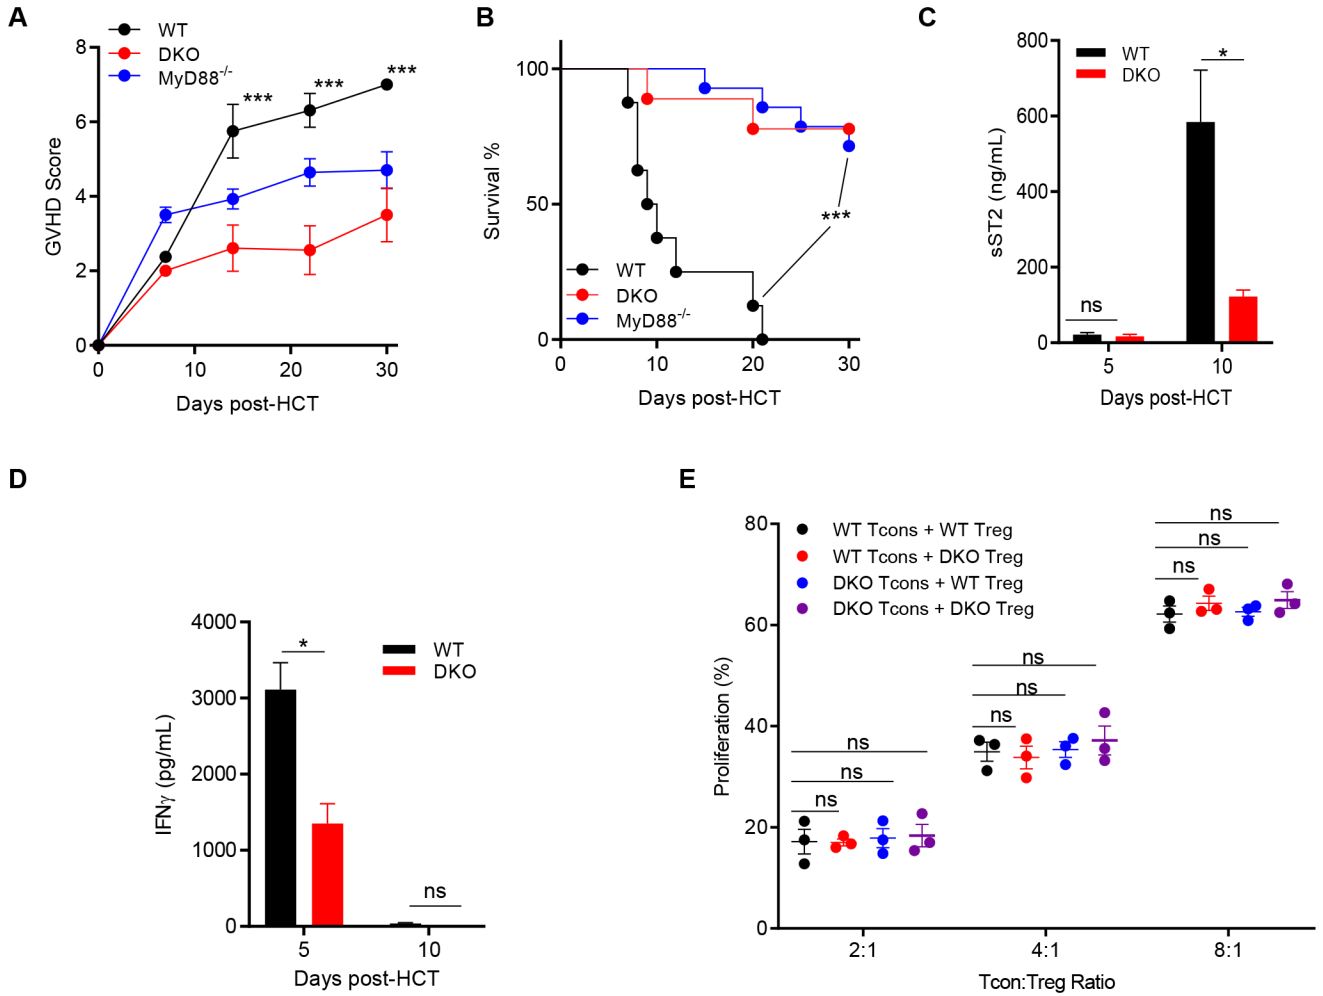 A
WT
DKO
MyD88-/-
8
6
4
2
0
GVHD Score
***
***
***
0
10
20
30
Days post-HCT
B
100
50
0
Survival %
***
WT
DKO
MyD88-/-
0
10
20
30
Days post-HCT
C
800
600
400
200
0
sST2 (ng/mL)
WT
DKO
*
ns
5
10
Days post-HCT
D
4000
3000
2000
1000
0
IFNγ (pg/mL)
*
WT
DKO
ns
5
10
Days post-HCT
E
80
60
40
20
0
Proliferation (%)
WT Tcons + WT Treg
WT Tcons + DKO Treg
DKO Tcons + WT Treg
DKO Tcons + DKO Treg
ns
ns
ns
ns
ns
ns
ns
ns
ns
2:1
4:1
8:1
Tcon:Treg Ratio